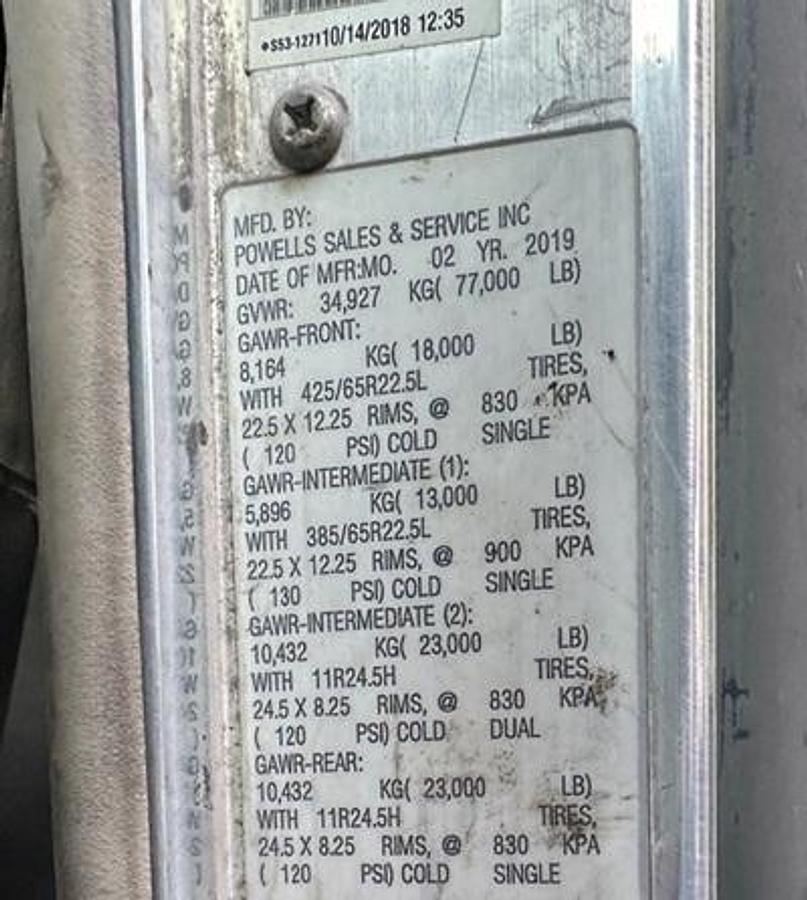 •S53-127110/14/2018 12:35
MFD. BY:
POWELLS SALES & SERVICE INC
DATE OF MFR:MO. 02 YR. 2019
GVWR: 34,927 KG( 77,000 LB)
GAWR-FRONT:
8,164 KG( 18,000 LB)
WITH 425/65R22.5L TIRES,
22.5 X 12.25 RIMS, @ 830 KPA
( 120 PSI) COLD SINGLE
GAWR-INTERMEDIATE (1):
5,896 KG( 13,000 LB)
WITH 385/65R22.5L TIRES,
22.5 X 12.25 RIMS, @ 900 KPA
( 130 PSI) COLD SINGLE
GAWR-INTERMEDIATE (2):
10,432 KG( 23,000 LB)
WITH 11R24.5H TIRES,
24.5 X 8.25 RIMS, @ 830 KPA
( 120 PSI) COLD DUAL
GAWR-REAR:
10,432 KG( 23,000 LB)
WITH 11R24.5H TIRES,
24.5 X 8.25 RIMS, @ 830 KPA
( 120 PSI) COLD SINGLE